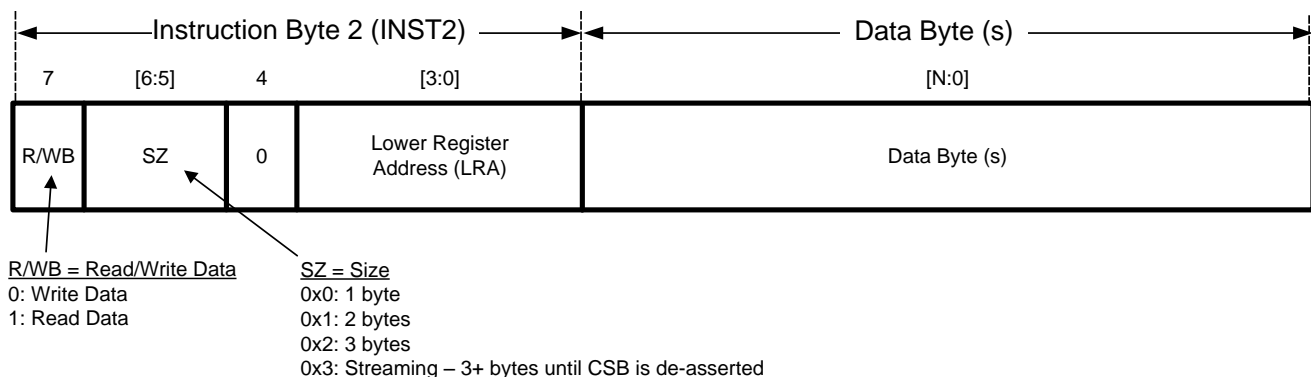 Instruction Byte 2 (INST2) Data Byte (s)
7 [6:5] 4 [3:0] [N:0]
R/WB SZ 0 Lower Register Address (LRA) Data Byte (s)
R/WB = Read/Write Data
0: Write Data
1: Read Data
SZ = Size
0x0: 1 byte
0x1: 2 bytes
0x2: 3 bytes
0x3: Streaming – 3+ bytes until CSB is de-asserted